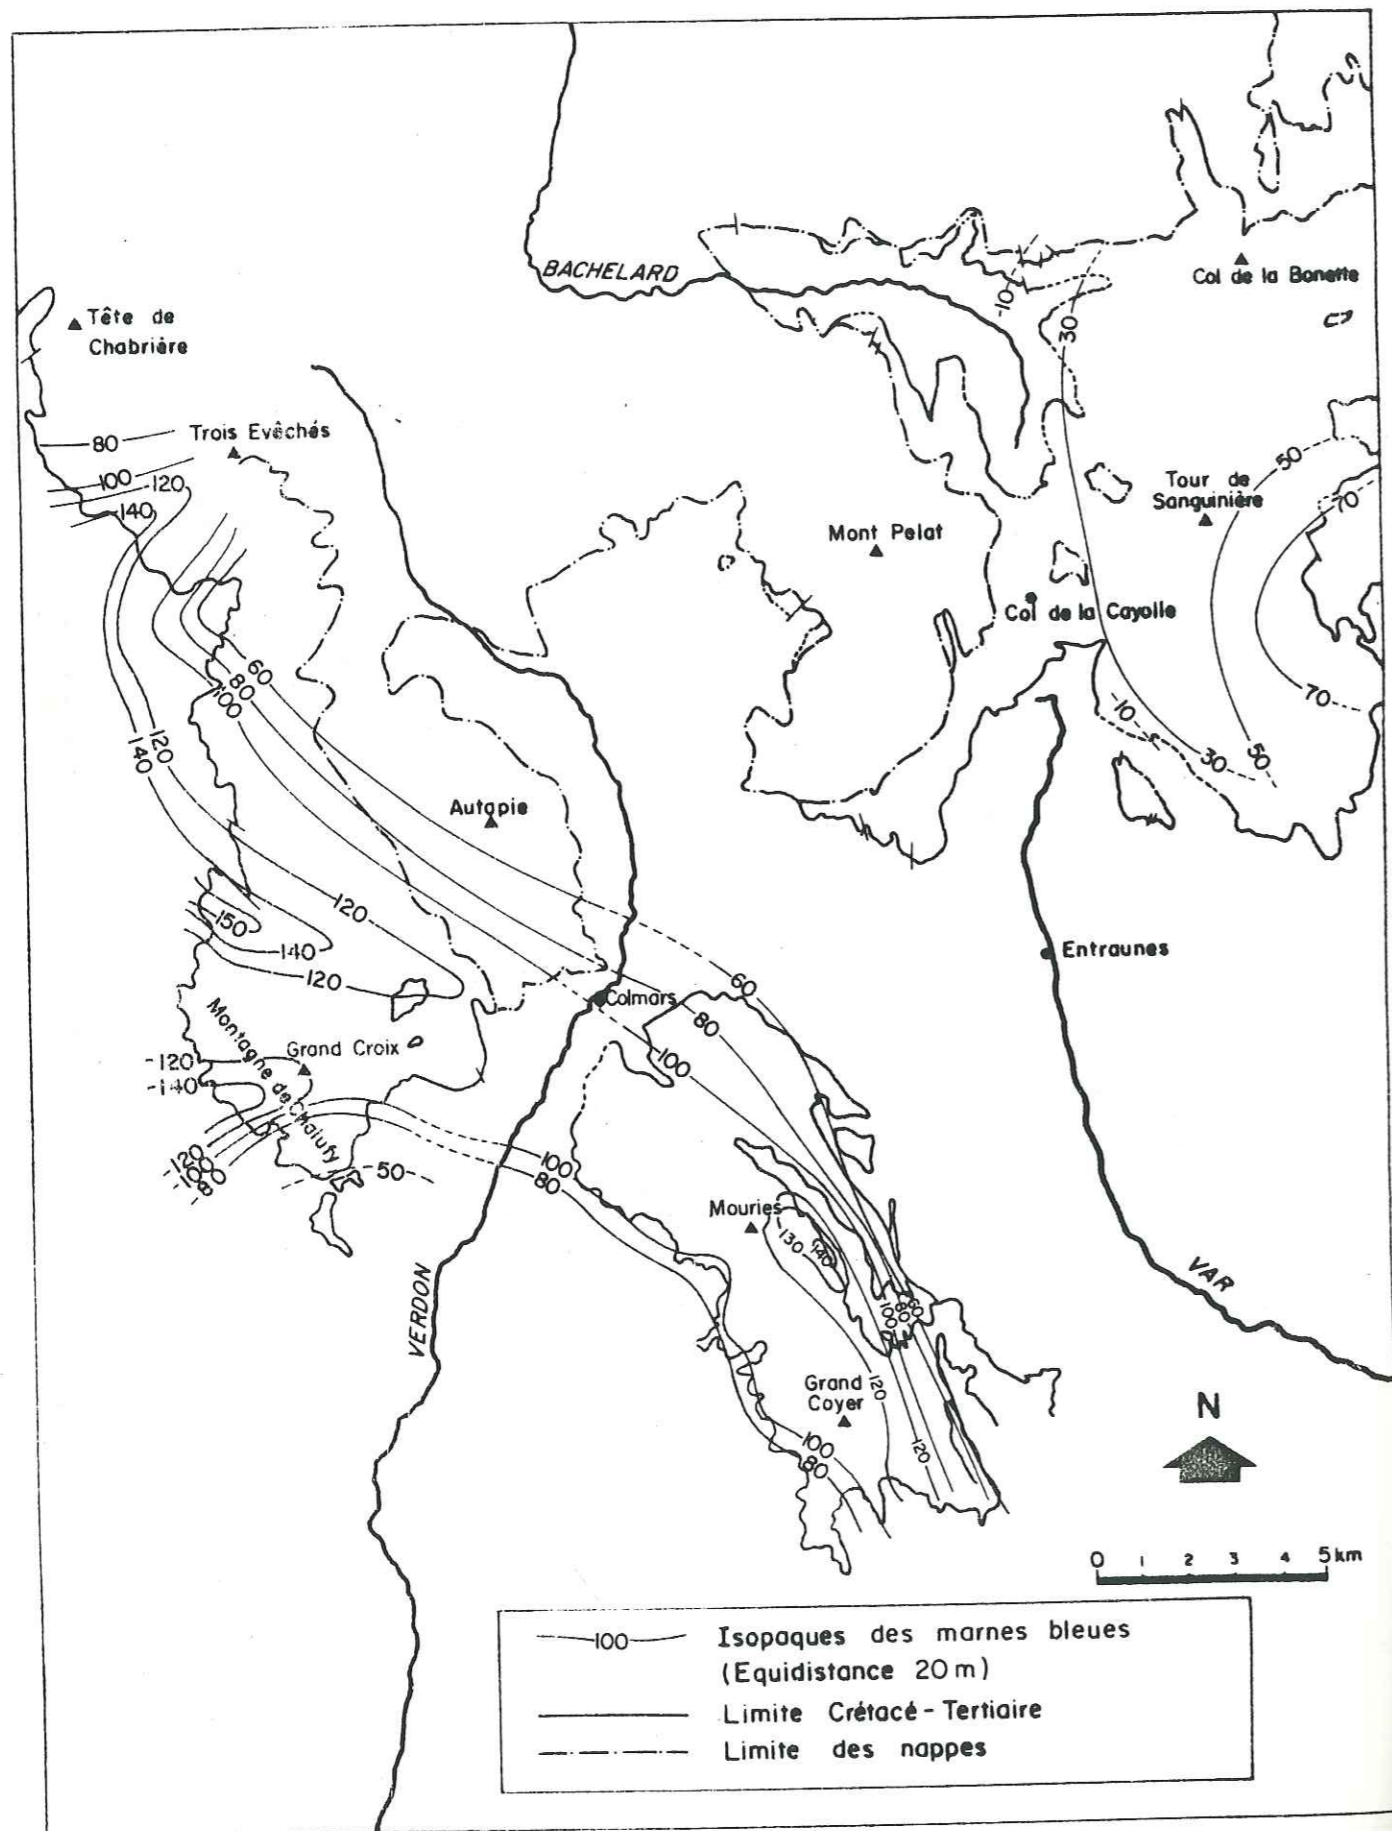 BACHELARD
Col de la Bonette
-10
30
Tête de
Chabrière
Trois Evêchés
80
100
120
140
50
Tour de
Sanguinière
70
Mont Pelat
Col de la Cayolle
60
80
100
70
-10
120
140
30
50
Autapie
120
150
140
120
Entraunes
60
Colmars
80
100
Montagne de Chalufy
Grand Croix
-120
-140
100
80
50
Mouries
130
140
VERDON
VAR
100
80
60
120
Grand
Coyer
100
80
120
N
0 1 2 3 4 5 km
100 Isopaques des marnes bleues
(Equidistance 20 m)
Limite Crétacé - Tertiaire
Limite des nappes